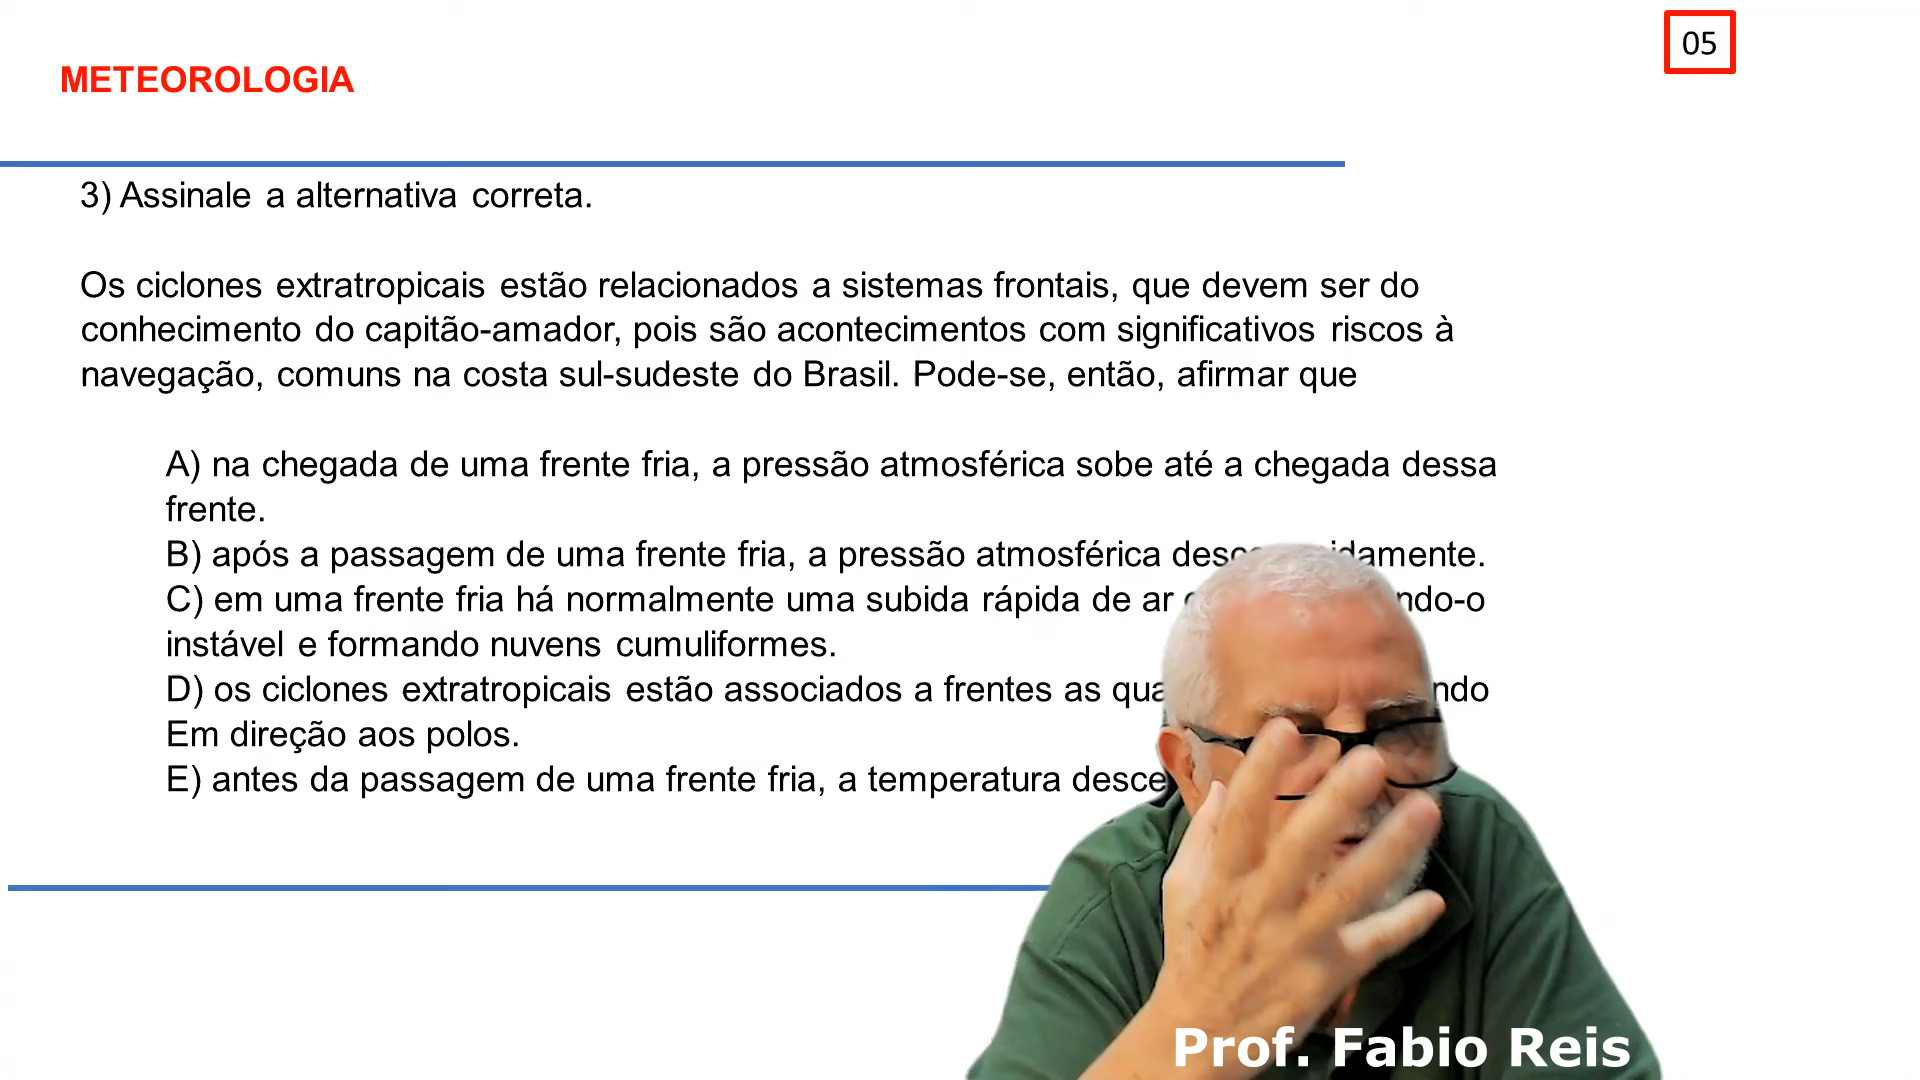 05
METEOROLOGIA
3) Assinale a alternativa correta.
Os ciclones extratropicais estão relacionados a sistemas frontais, que devem ser do
conhecimento do capitão-amador, pois são acontecimentos com significativos riscos à
navegação, comuns na costa sul-sudeste do Brasil. Pode-se, então, afirmar que
A) na chegada de uma frente fria, a pressão atmosférica sobe até a chegada dessa
frente.
B) após a passagem de uma frente fria, a pressão atmosférica
C) em uma frente fria há normalmente uma subida rápida de ar
instável e formando nuvens cumuliformes.
D) os ciclones extratropicais estão associados a frentes as
Em direção aos polos.
E) antes da passagem de uma frente fria, a temperatura desce
Prof. Fabio Reis